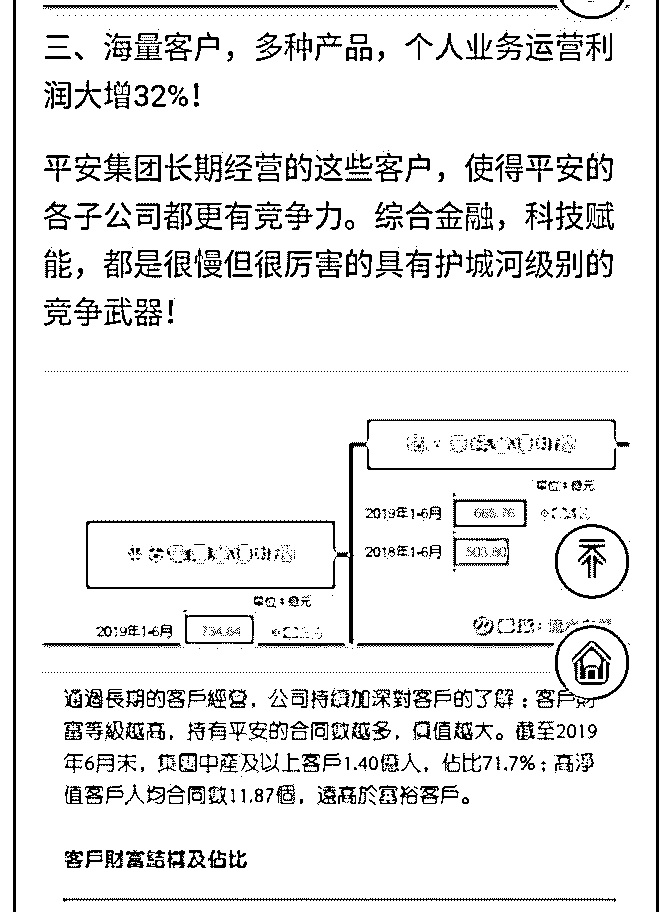 三、海量客户，多种产品，个人业务运营利
润大增32%！
平安集团长期经营的这些客户，使得平安的
各子公司都更有竞争力。综合金融，科技赋
能，都是很慢但很厉害的具有护城河级别的
竞争武器！
單位：億元
2019年1-6月
2018年1-6月 503.80
單位：億元
2019年1-6月 734.64
通過長期的客戶經營，公司持續加深對客戶的了解：客戶財
富等級越高，持有平安的合同數越多，價值越大。截至2019
年6月末，集團中產及以上客戶1.40億人，佔比71.7%；高淨
值客戶人均合同數11.87個，遠高於富裕客戶。
客戶財富結構及佔比